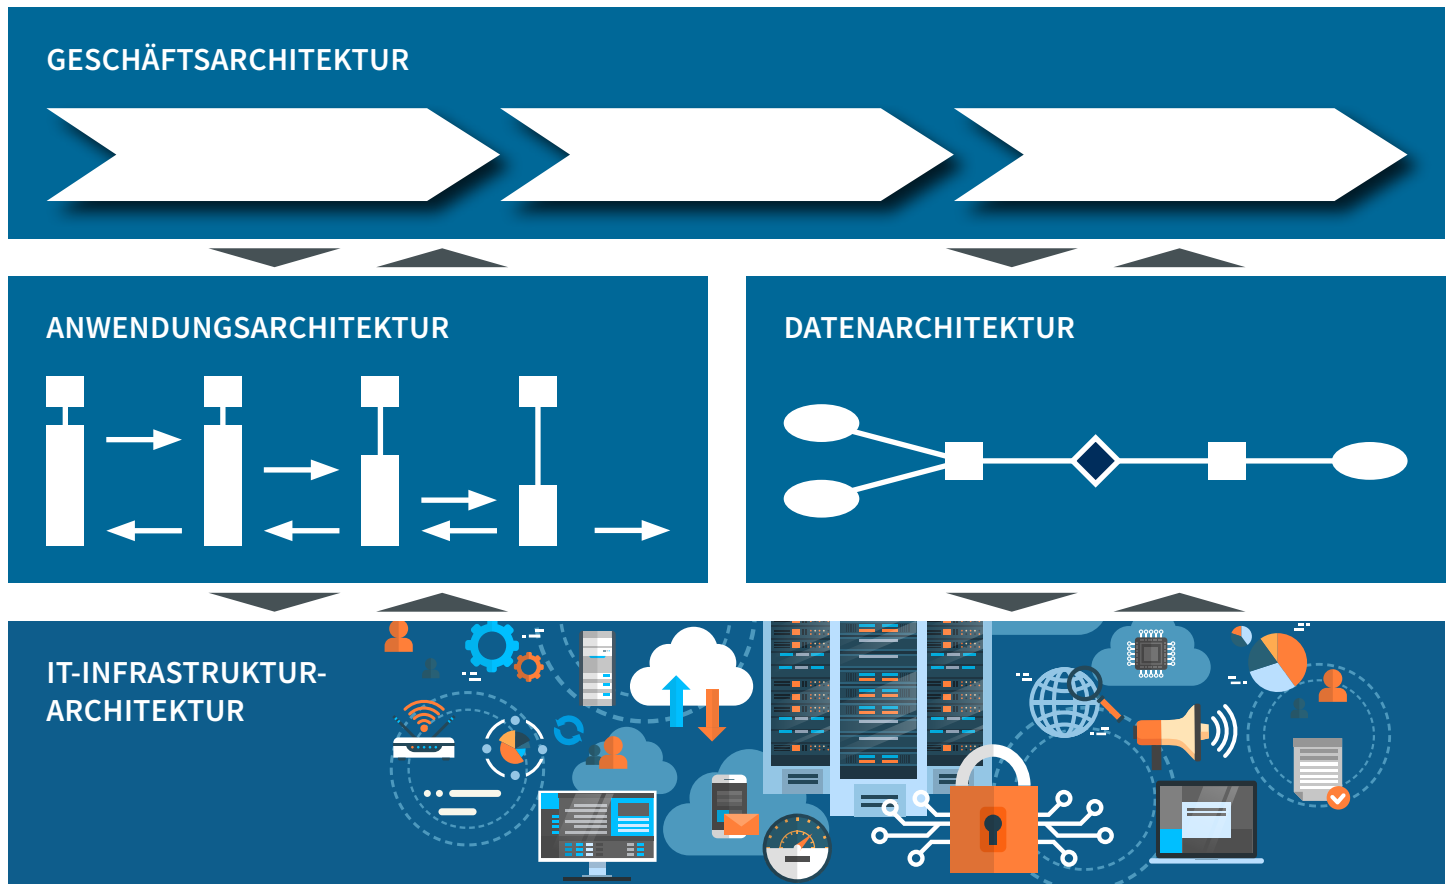 GESCHÄFTSARCHITEKTUR
ANWENDUNGSARCHITEKTUR
DATENARCHITEKTUR
IT-INFRASTRUKTUR-
ARCHITEKTUR